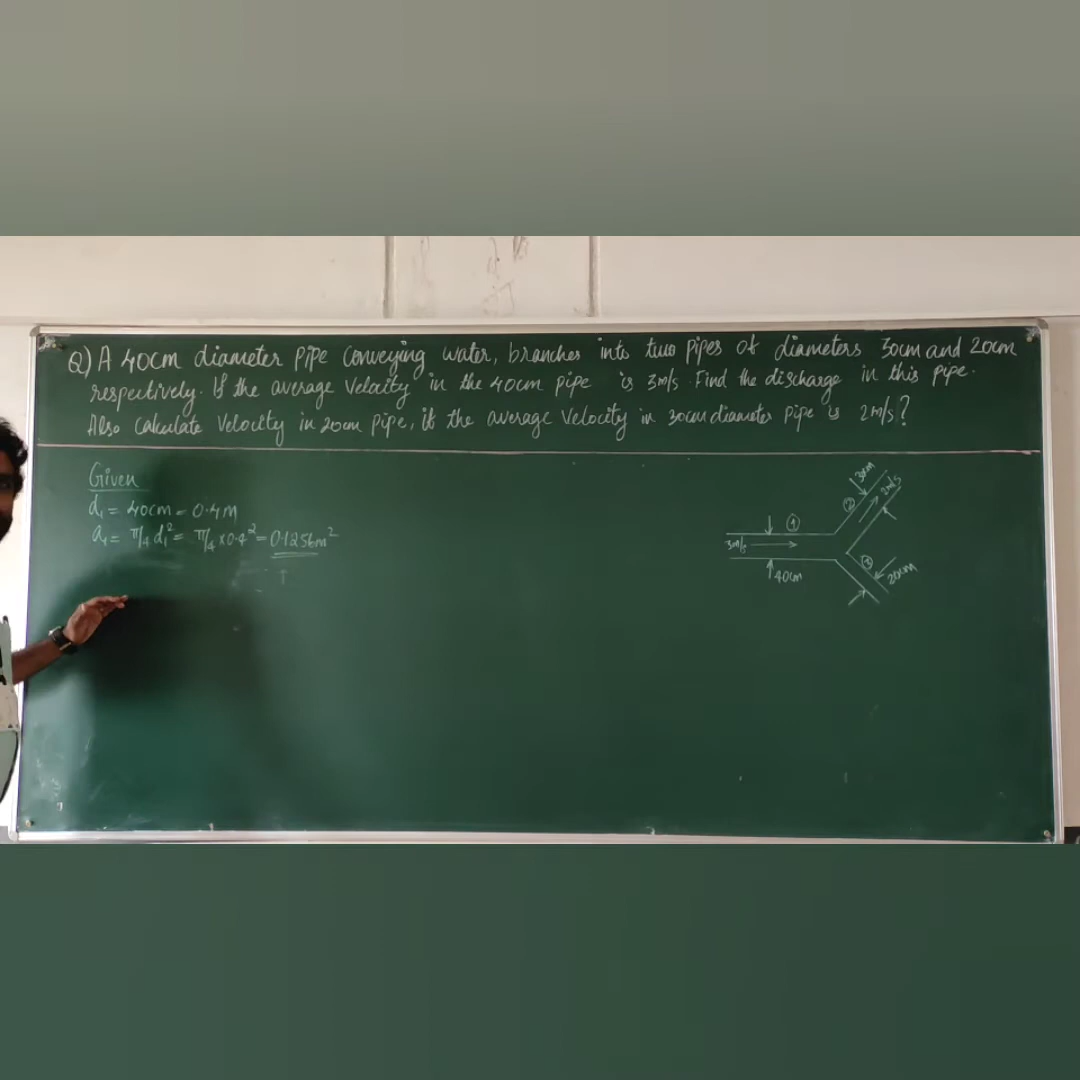 Q) A 40cm diameter pipe conveying water, branches into two pipes of diameters 30cm and 20cm
respectively. If the average velocity in the 40cm pipe is 3m/s. Find the discharge in this pipe.
Also calculate velocity in 20cm pipe, if the average velocity in 30cm diameter pipe is 2m/s?
Given
d₁ = 40cm = 0.4m
a₁ = π/4 d₁² = π/4 × 0.4² = 0.1256m²
30cm
2m/s
②
①
3m/s
40cm
③
20cm